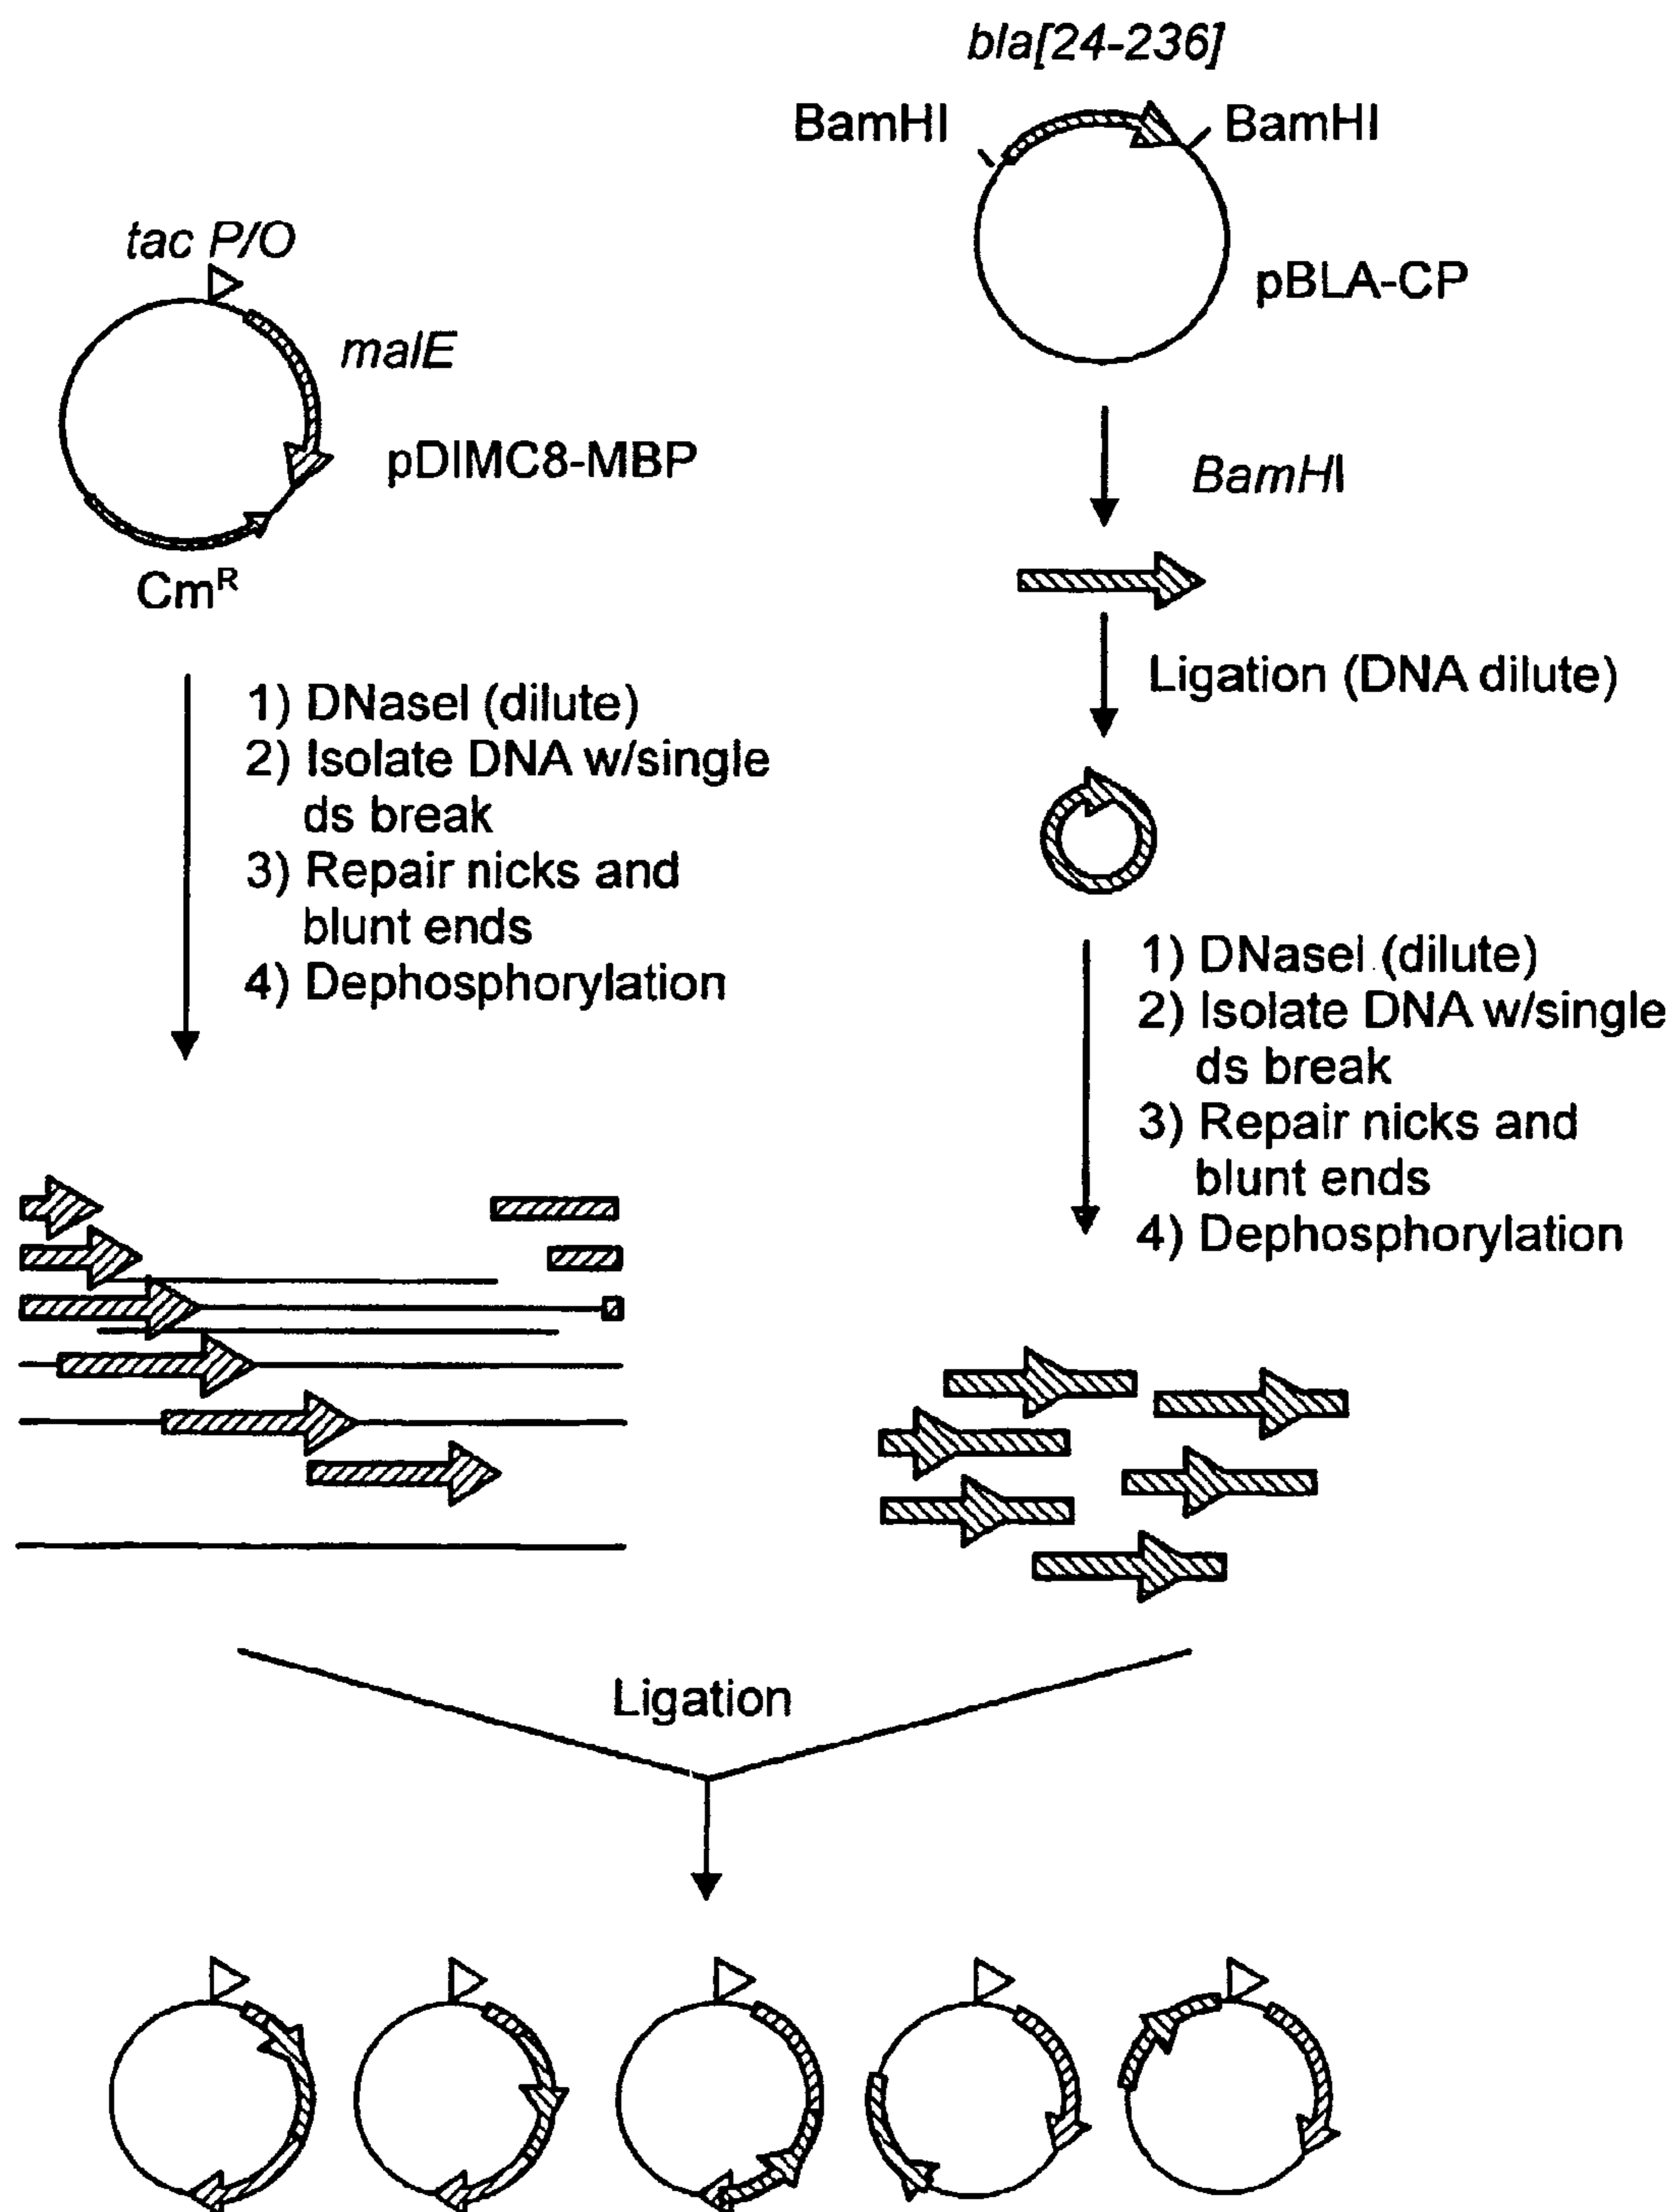 bla[24-236]
BamHI
BamHI
pBLA-CP
tac P/O
malE
pDIMC8-MBP
Cm^R
BamHI
Ligation (DNA dilute)
1) DNaseI (dilute)
2) Isolate DNA w/single
ds break
3) Repair nicks and
blunt ends
4) Dephosphorylation
1) DNaseI (dilute)
2) Isolate DNA w/single
ds break
3) Repair nicks and
blunt ends
4) Dephosphorylation
Ligation